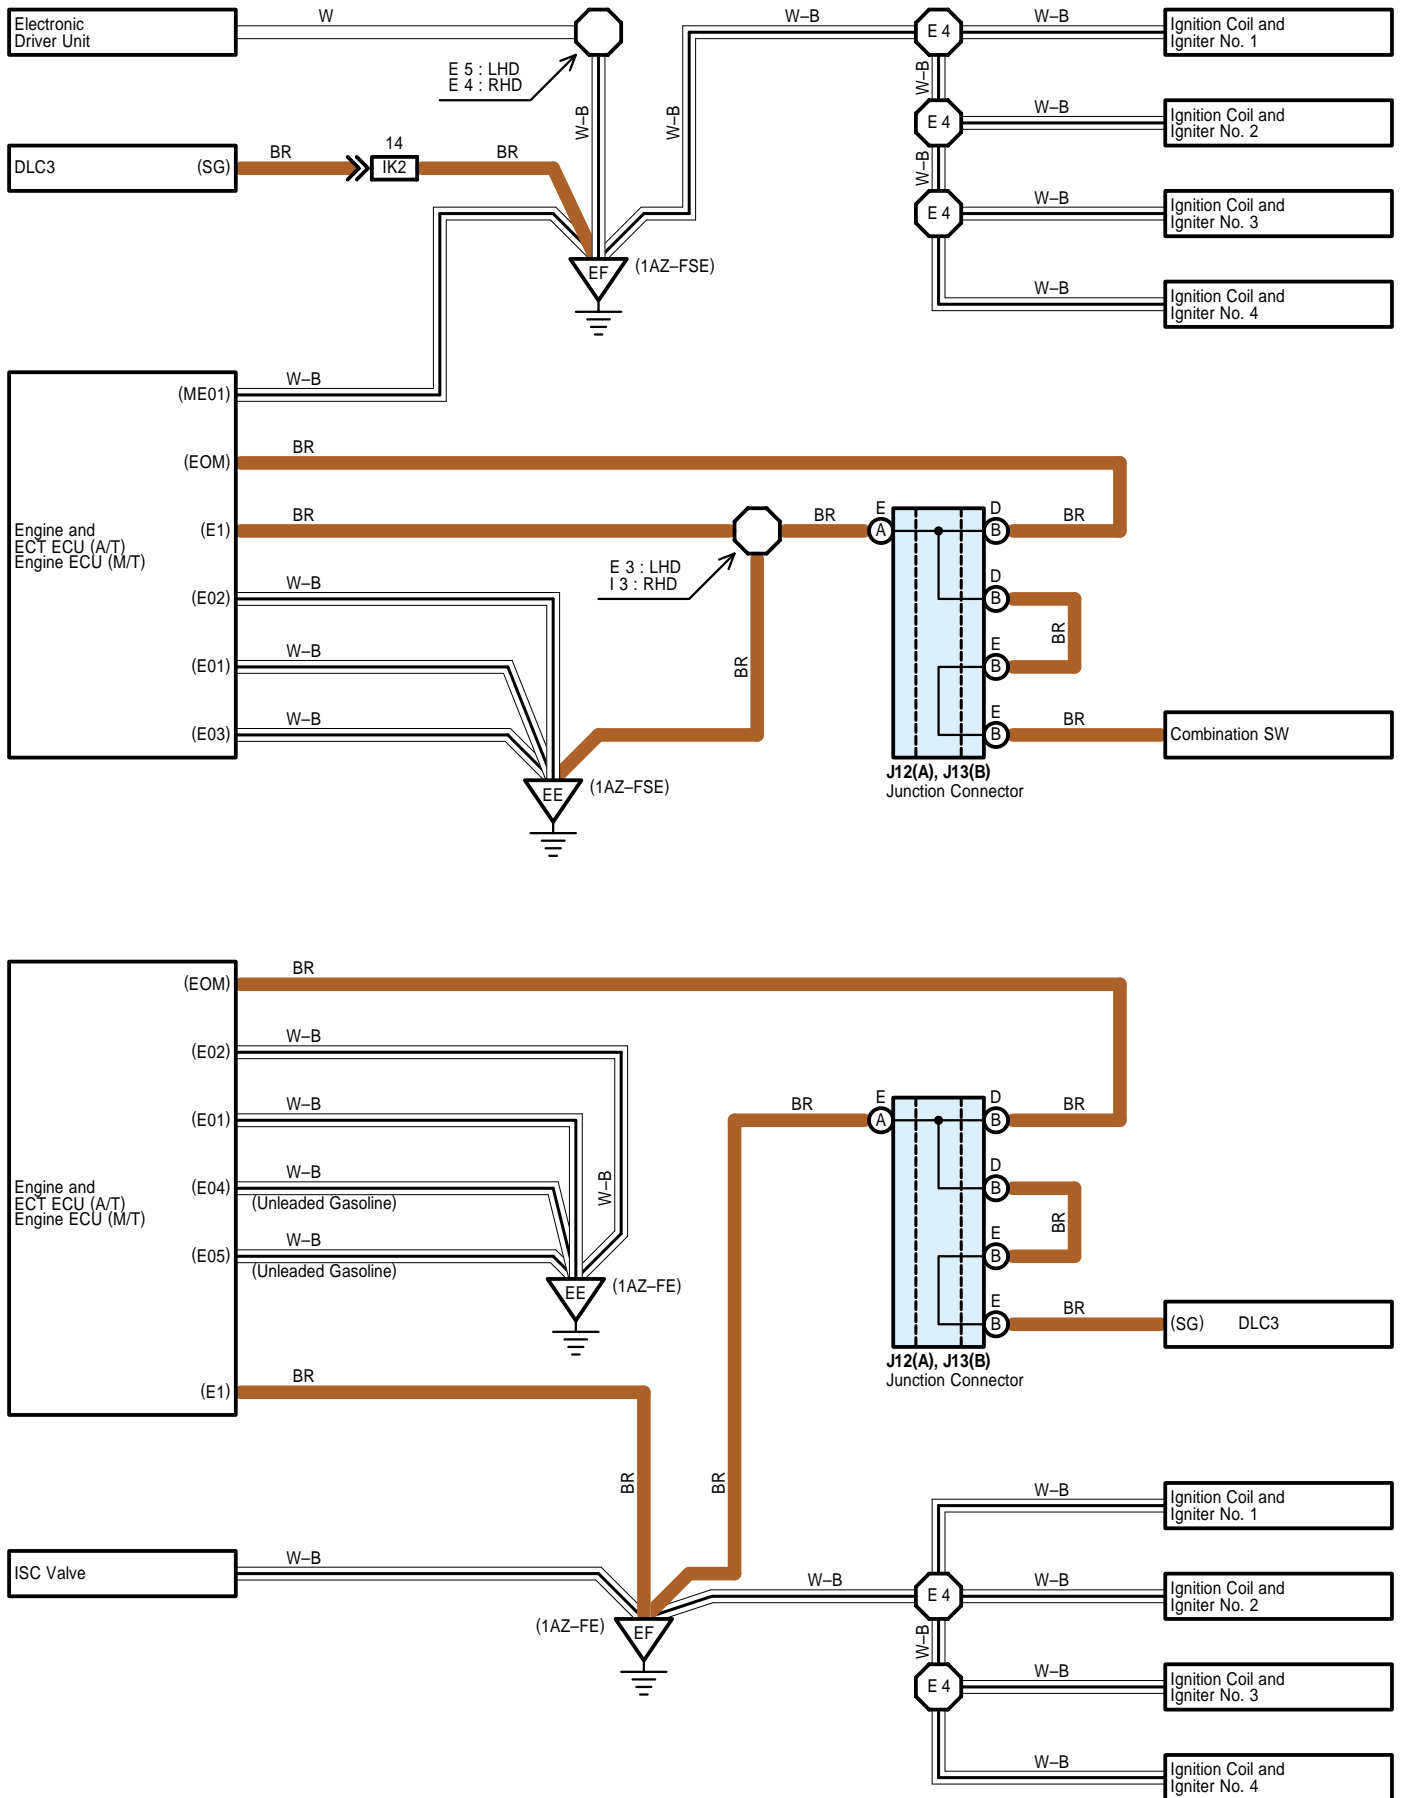 Electronic
Driver Unit
W
E 5 : LHD
E 4 : RHD
W–B
W–B
W–B
E 4
W–B
Ignition Coil and
Igniter No. 1
W–B
E 4
W–B
Ignition Coil and
Igniter No. 2
W–B
E 4
W–B
Ignition Coil and
Igniter No. 3
W–B
Ignition Coil and
Igniter No. 4
DLC3
(SG)
BR
14
IK2
BR
EF
(1AZ–FSE)
Engine and
ECT ECU (A/T)
Engine ECU (M/T)
(ME01)
W–B
(EOM)
BR
(E1)
BR
E 3 : LHD
I 3 : RHD
BR
BR
E
A
D
B
BR
D
B
BR
E
B
E
B
BR
Combination SW
J12(A), J13(B)
Junction Connector
(E02)
W–B
(E01)
W–B
(E03)
W–B
EE
(1AZ–FSE)
Engine and
ECT ECU (A/T)
Engine ECU (M/T)
(EOM)
BR
(E02)
W–B
W–B
(E01)
W–B
(E04)
W–B
(Unleaded Gasoline)
(E05)
W–B
(Unleaded Gasoline)
EE
(1AZ–FE)
(E1)
BR
BR
BR
BR
E
A
D
B
BR
D
B
BR
E
B
E
B
BR
(SG)
DLC3
J12(A), J13(B)
Junction Connector
ISC Valve
W–B
(1AZ–FE)
EF
W–B
W–B
Ignition Coil and
Igniter No. 1
E 4
W–B
Ignition Coil and
Igniter No. 2
W–B
E 4
W–B
Ignition Coil and
Igniter No. 3
W–B
Ignition Coil and
Igniter No. 4